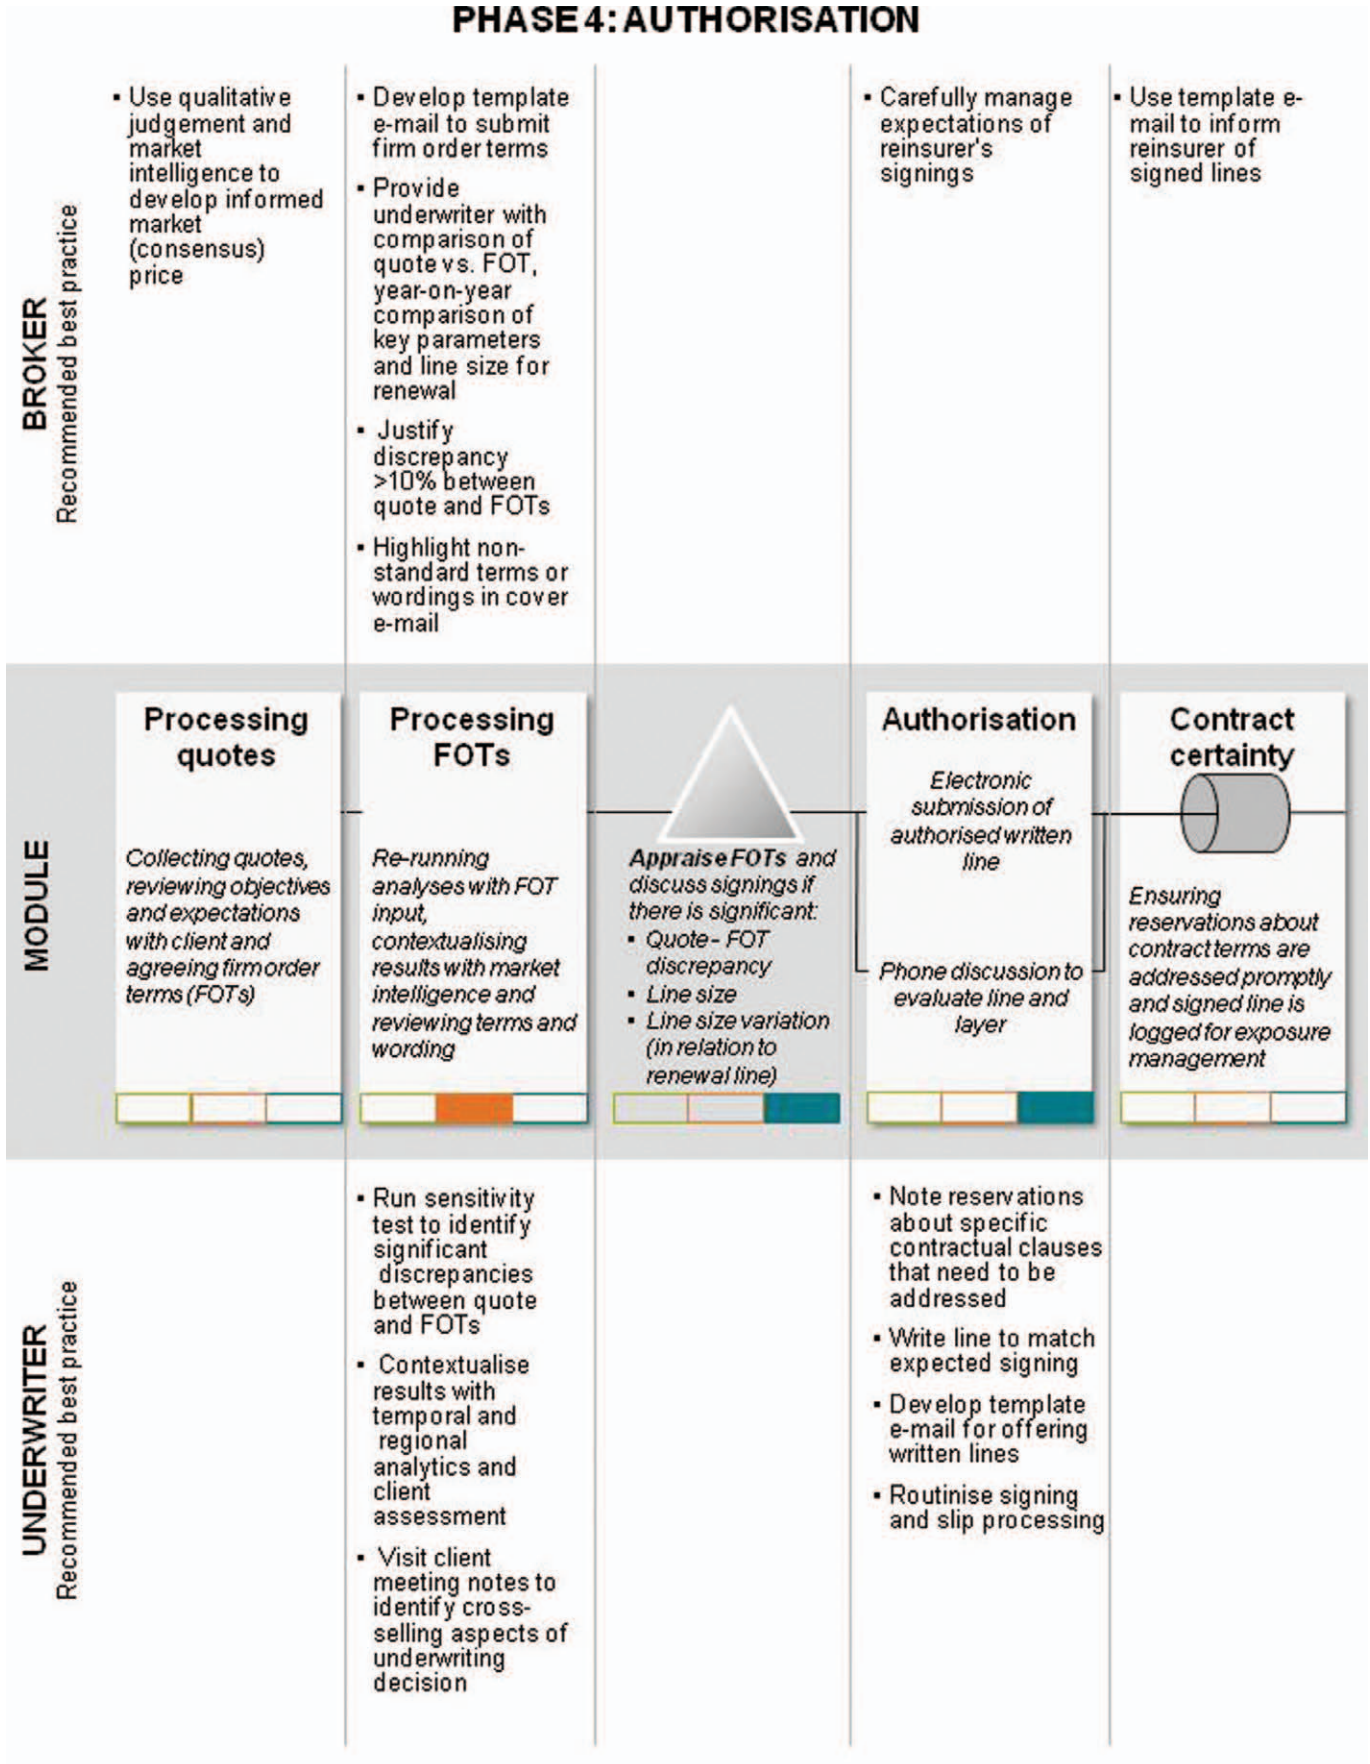 PHASE 4: AUTHORISATION
BROKER
Recommended best practice
▪ Use qualitative
judgement and
market
intelligence to
develop informed
market
(consensus)
price
▪ Develop template
e-mail to submit
firm order terms
▪ Provide
underwriter with
comparison of
quote vs. FOT,
year-on-year
comparison of
key parameters
and line size for
renewal
▪ Justify
discrepancy
>10% between
quote and FOTs
▪ Highlight non-
standard terms or
wordings in cover
e-mail
▪ Carefully manage
expectations of
reinsurer's
signings
▪ Use template e-
mail to inform
reinsurer of
signed lines
MODULE
Processing
quotes
Collecting quotes,
reviewing objectives
and expectations
with client and
agreeing firm order
terms (FOTs)
Processing
FOTs
Re-running
analyses with FOT
input,
contextualising
results with market
intelligence and
reviewing terms and
wording
Appraise FOTs and
discuss signings if
there is significant:
▪ Quote- FOT
discrepancy
▪ Line size
▪ Line size variation
(in relation to
renewal line)
Authorisation
Electronic
submission of
authorised written
line
Phone discussion to
evaluate line and
layer
Contract
certainty
Ensuring
reservations about
contract terms are
addressed promptly
and signed line is
logged for exposure
management
UNDERWRITER
Recommended best practice
▪ Run sensitivity
test to identify
significant
discrepancies
between quote
and FOTs
▪ Contextualise
results with
temporal and
regional
analytics and
client
assessment
▪ Visit client
meeting notes to
identify cross-
selling aspects of
underwriting
decision
▪ Note reservations
about specific
contractual clauses
that need to be
addressed
▪ Write line to match
expected signing
▪ Develop template
e-mail for offering
written lines
▪ Routinise signing
and slip processing